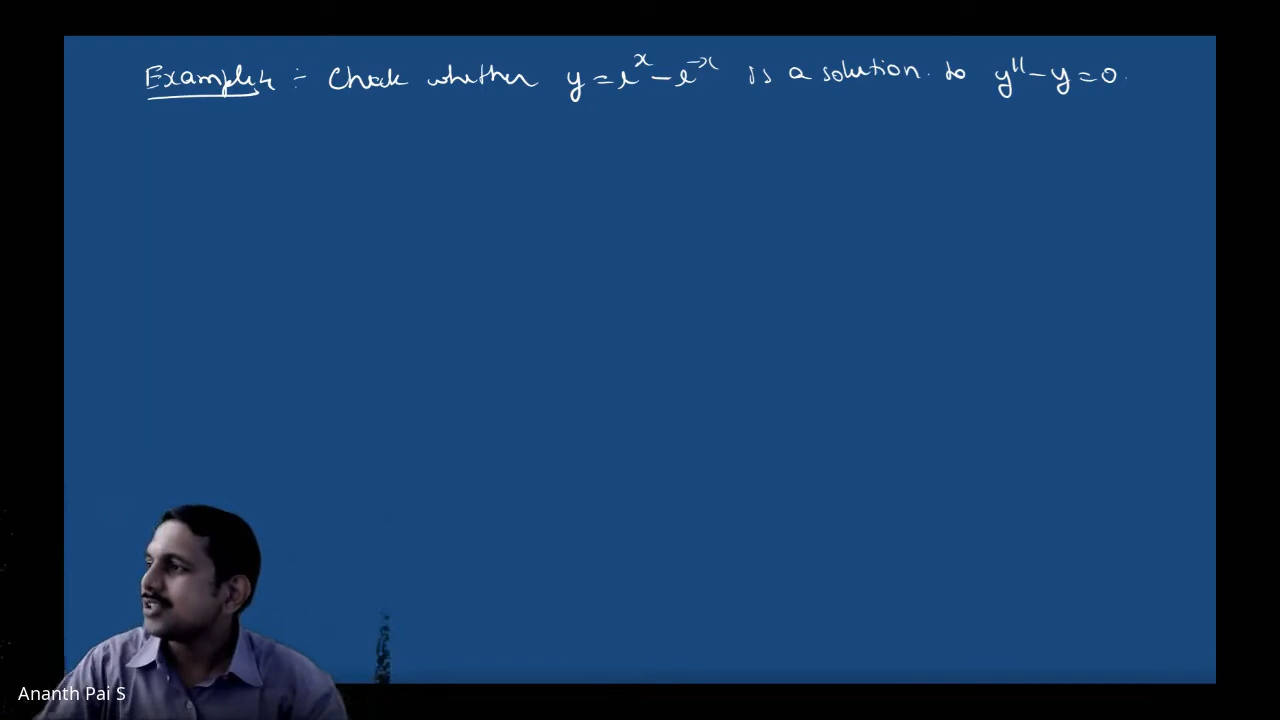 Example :- Check whether y = e^x - e^-x is a solution to y'' - y = 0.
Ananth Pai S